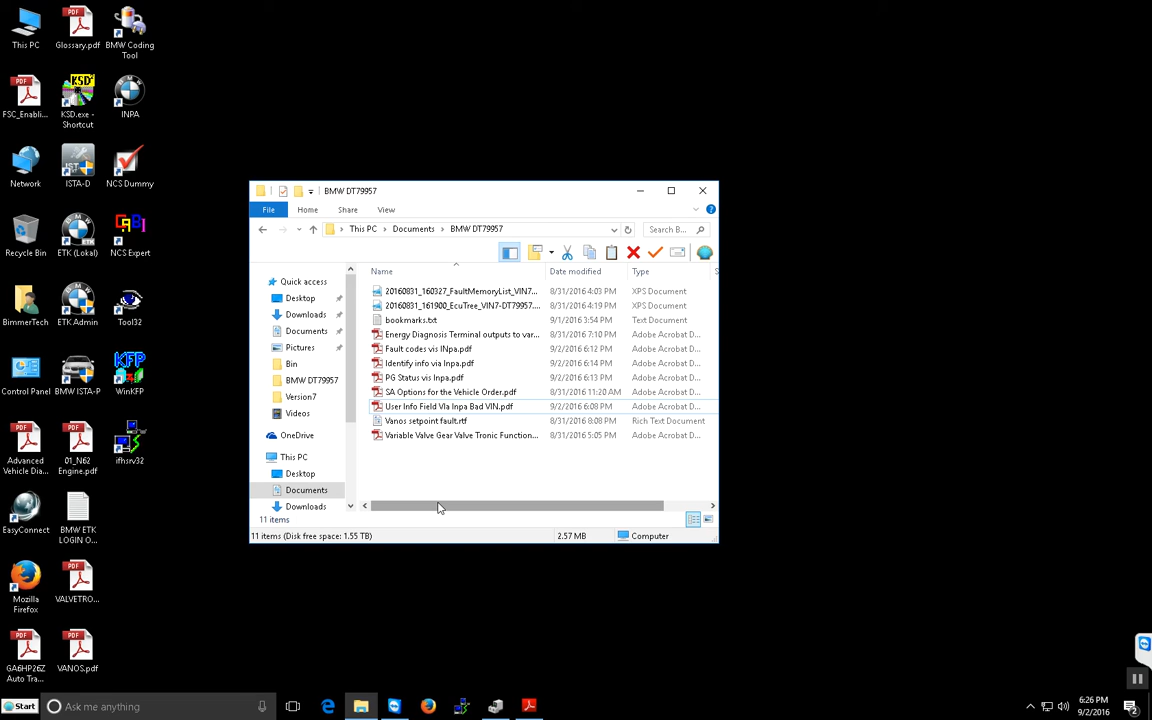 This PC
Glossary.pdf
BMW Coding
Tool
FSC_Enabli...
KSD.exe -
Shortcut
INPA
Network
ISTA-D
NCS Dummy
Recycle Bin
ETK (Lokal)
NCS Expert
BimmerTech
ETK Admin
Tool32
Control Panel
BMW ISTA-P
WinKFP
Advanced
Vehicle Dia...
01_N62
Engine.pdf
ifhsrv32
EasyConnect
BMW ETK
LOGIN O...
Mozilla
Firefox
VALVETRO...
GA6HP26Z
Auto Tra...
VANOS.pdf
BMW DT79957
File Home Share View
This PC Documents BMW DT79957
Search B...
Name Date modified Type
20160831_160327_FaultMemoryList_VIN7... 8/31/2016 4:03 PM XPS Document
20160831_161900_EcuTree_VIN7-DT79957.... 8/31/2016 4:19 PM XPS Document
bookmarks.txt 9/1/2016 3:54 PM Text Document
Energy Diagnosis Terminal outputs to var... 8/31/2016 7:10 PM Adobe Acrobat D...
Fault codes vis INpa.pdf 9/2/2016 6:12 PM Adobe Acrobat D...
Identify info via Inpa.pdf 9/2/2016 6:14 PM Adobe Acrobat D...
PG Status vis Inpa.pdf 9/2/2016 6:13 PM Adobe Acrobat D...
SA Options for the Vehicle Order.pdf 8/31/2016 11:20 AM Adobe Acrobat D...
User Info Field VIa Inpa Bad VIN.pdf 9/2/2016 6:08 PM Adobe Acrobat D...
Vanos setpoint fault.rtf 8/31/2016 8:08 PM Rich Text Document
Variable Valve Gear Valve Tronic Function... 8/31/2016 5:05 PM Adobe Acrobat D...
Quick access
Desktop
Downloads
Documents
Pictures
Bin
BMW DT79957
Version7
Videos
OneDrive
This PC
Desktop
Documents
Downloads
11 items
11 items (Disk free space: 1.55 TB) 2.57 MB Computer
Start
Ask me anything
6:26 PM
9/2/2016
2